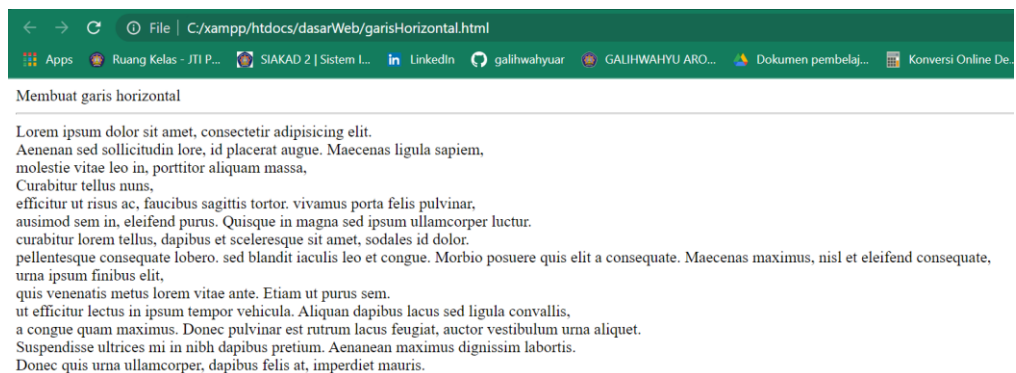 File | C:/xampp/htdocs/dasarWeb/garisHorizontal.html
Apps Ruang Kelas - JTI P... SIAKAD 2 | Sistem I... LinkedIn galihwahyuar GALIHWAHYU ARO... Dokumen pembelaj... Konversi Online De...
Membuat garis horizontal
Lorem ipsum dolor sit amet, consectetir adipisicing elit.
Aenenan sed sollicitudin lore, id placerat augue. Maecenas ligula sapiem,
molestie vitae leo in, porttitor aliquam massa,
Curabitur tellus nuns,
efficitur ut risus ac, faucibus sagittis tortor. vivamus porta felis pulvinar,
ausimod sem in, eleifend purus. Quisque in magna sed ipsum ullamcorper luctur.
curabitur lorem tellus, dapibus et sceleresque sit amet, sodales id dolor.
pellentesque consequate lobero. sed blandit iaculis leo et congue. Morbio posuere quis elit a consequate. Maecenas maximus, nisl et eleifend consequate,
urna ipsum finibus elit,
quis venenatis metus lorem vitae ante. Etiam ut purus sem.
ut efficitur lectus in ipsum tempor vehicula. Aliquan dapibus lacus sed ligula convallis,
a congue quam maximus. Donec pulvinar est rutrum lacus feugiat, auctor vestibulum urna aliquet.
Suspendisse ultrices mi in nibh dapibus pretium. Aenanean maximus dignissim labortis.
Donec quis urna ullamcorper, dapibus felis at, imperdiet mauris.